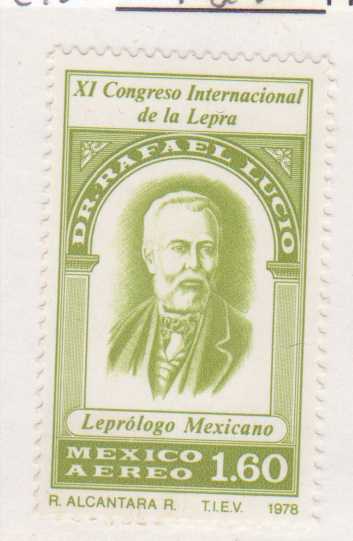 XI Congreso Internacional
de la Lepra
DR. RAFAEL LUCIO
Leprólogo Mexicano
MEXICO
AEREO 1.60
R. ALCANTARA R. T.I.E.V. 1978